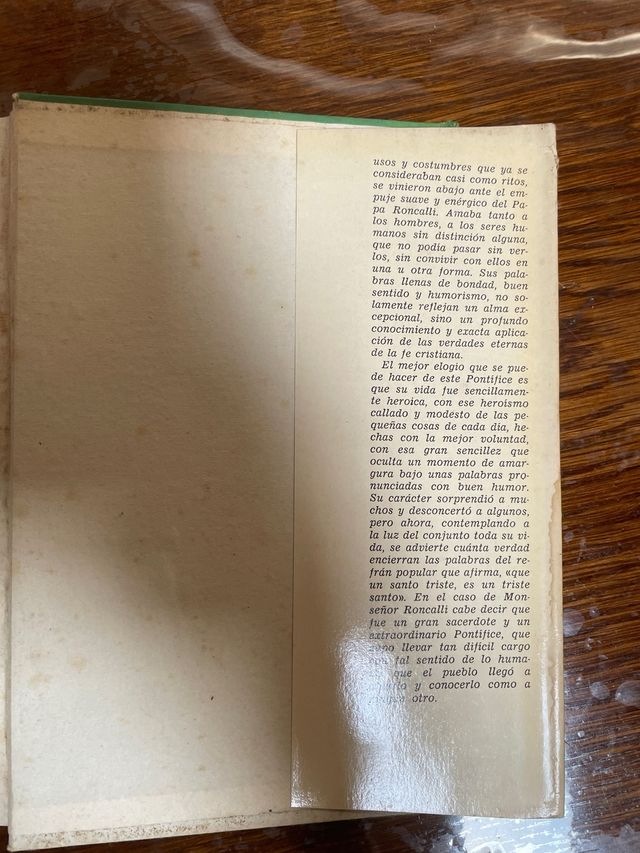 usos y costumbres que ya se
consideraban casi como ritos,
se vinieron abajo ante el em-
puje suave y enérgico del Pa-
pa Roncalli. Amaba tanto a
los hombres, a los seres hu-
manos sin distinción alguna,
que no podía pasar sin ver-
los, sin convivir con ellos en
una u otra forma. Sus pala-
bras llenas de bondad, buen
sentido y humorismo, no so-
lamente reflejan un alma ex-
cepcional, sino un profundo
conocimiento y exacta aplica-
ción de las verdades eternas
de la fe cristiana.
El mejor elogio que se pue-
de hacer de este Pontífice es
que su vida fue sencillamen-
te heroica, con ese heroísmo
callado y modesto de las pe-
queñas cosas de cada día, he-
chas con la mejor voluntad,
con esa gran sencillez que
oculta un momento de amar-
gura bajo unas palabras pro-
nunciadas con buen humor.
Su carácter sorprendió a mu-
chos y desconcertó a algunos,
pero ahora, contemplando a
la luz del conjunto toda su vi-
da, se advierte cuánta verdad
encierran las palabras del re-
frán popular que afirma, «que
un santo triste, es un triste
santo». En el caso de Mon-
señor Roncalli cabe decir que
fue un gran sacerdote y un
extraordinario Pontífice, que
supo llevar tan difícil cargo
con tal sentido de lo huma-
que el pueblo llegó a
y conocerlo como a
otro.